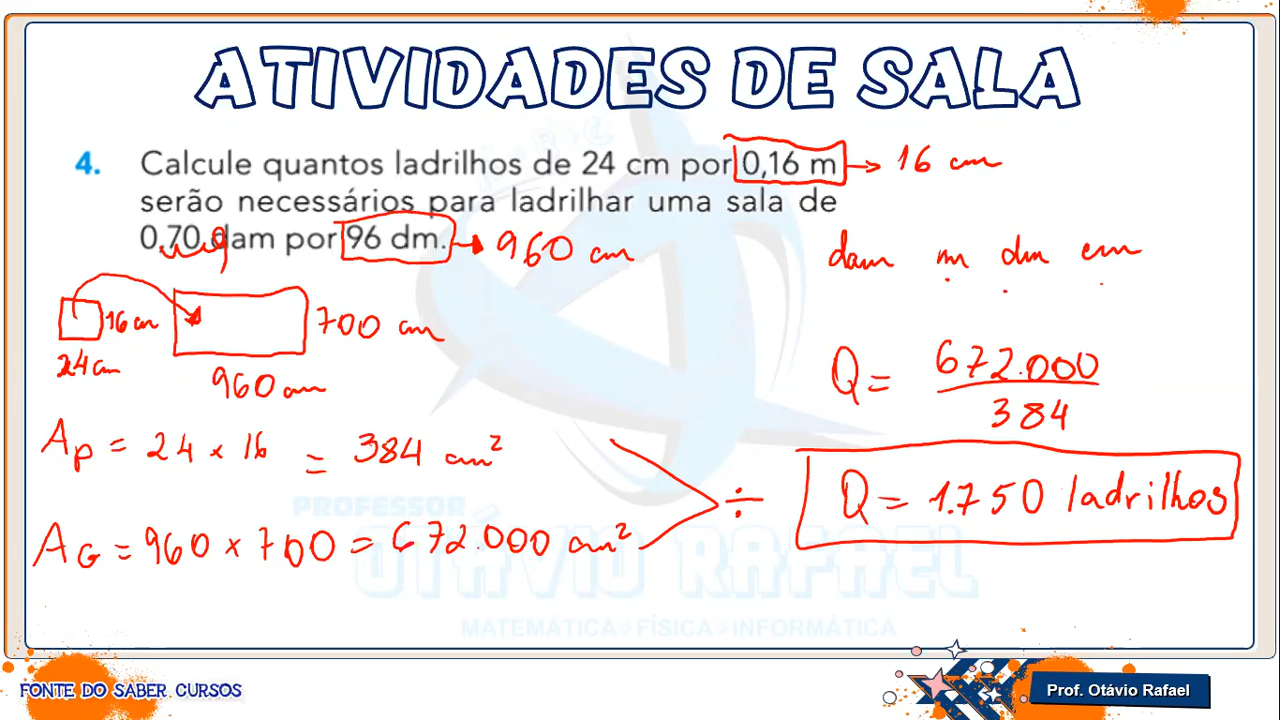 ATIVIDADES DE SALA
4. Calcule quantos ladrilhos de 24 cm por 0,16 m → 16 cm
serão necessários para ladrilhar uma sala de
0,70 dam por 96 dm. → 960 cm
dam m dm cm
16 cm
700 cm
24 cm
960 cm
Q = 672.000
384
Ap = 24 x 16 = 384 cm²
÷
Q = 1.750 ladrilhos
AG = 960 x 700 = 672.000 cm²
PROFESSOR
OTÁVIO RAFAEL
MATEMÁTICA • FÍSICA • INFORMÁTICA
FONTE DO SABER CURSOS
Prof. Otávio Rafael